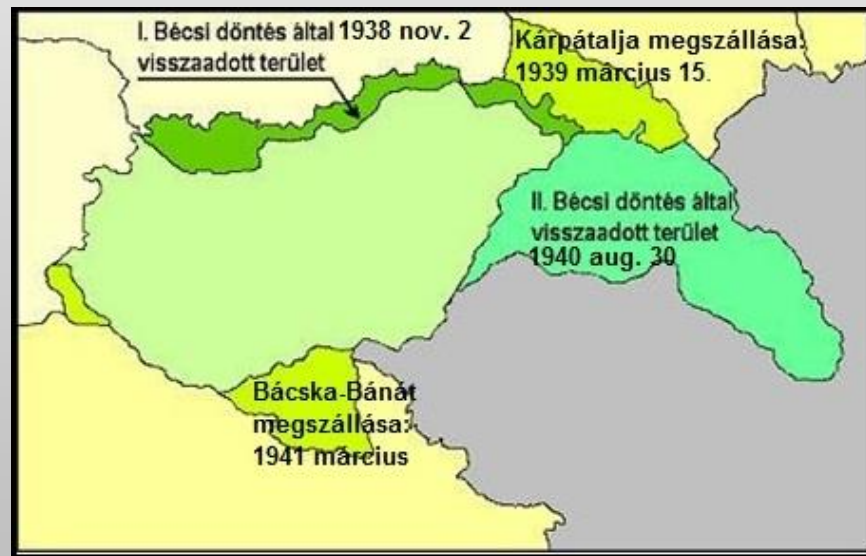 I. Bécsi döntés által 1938 nov. 2
visszaadott terület
Kárpátalja megszállása:
1939 március 15.
II. Bécsi döntés által
visszaadott terület
1940 aug. 30
Bácska-Bánát
megszállása:
1941 március